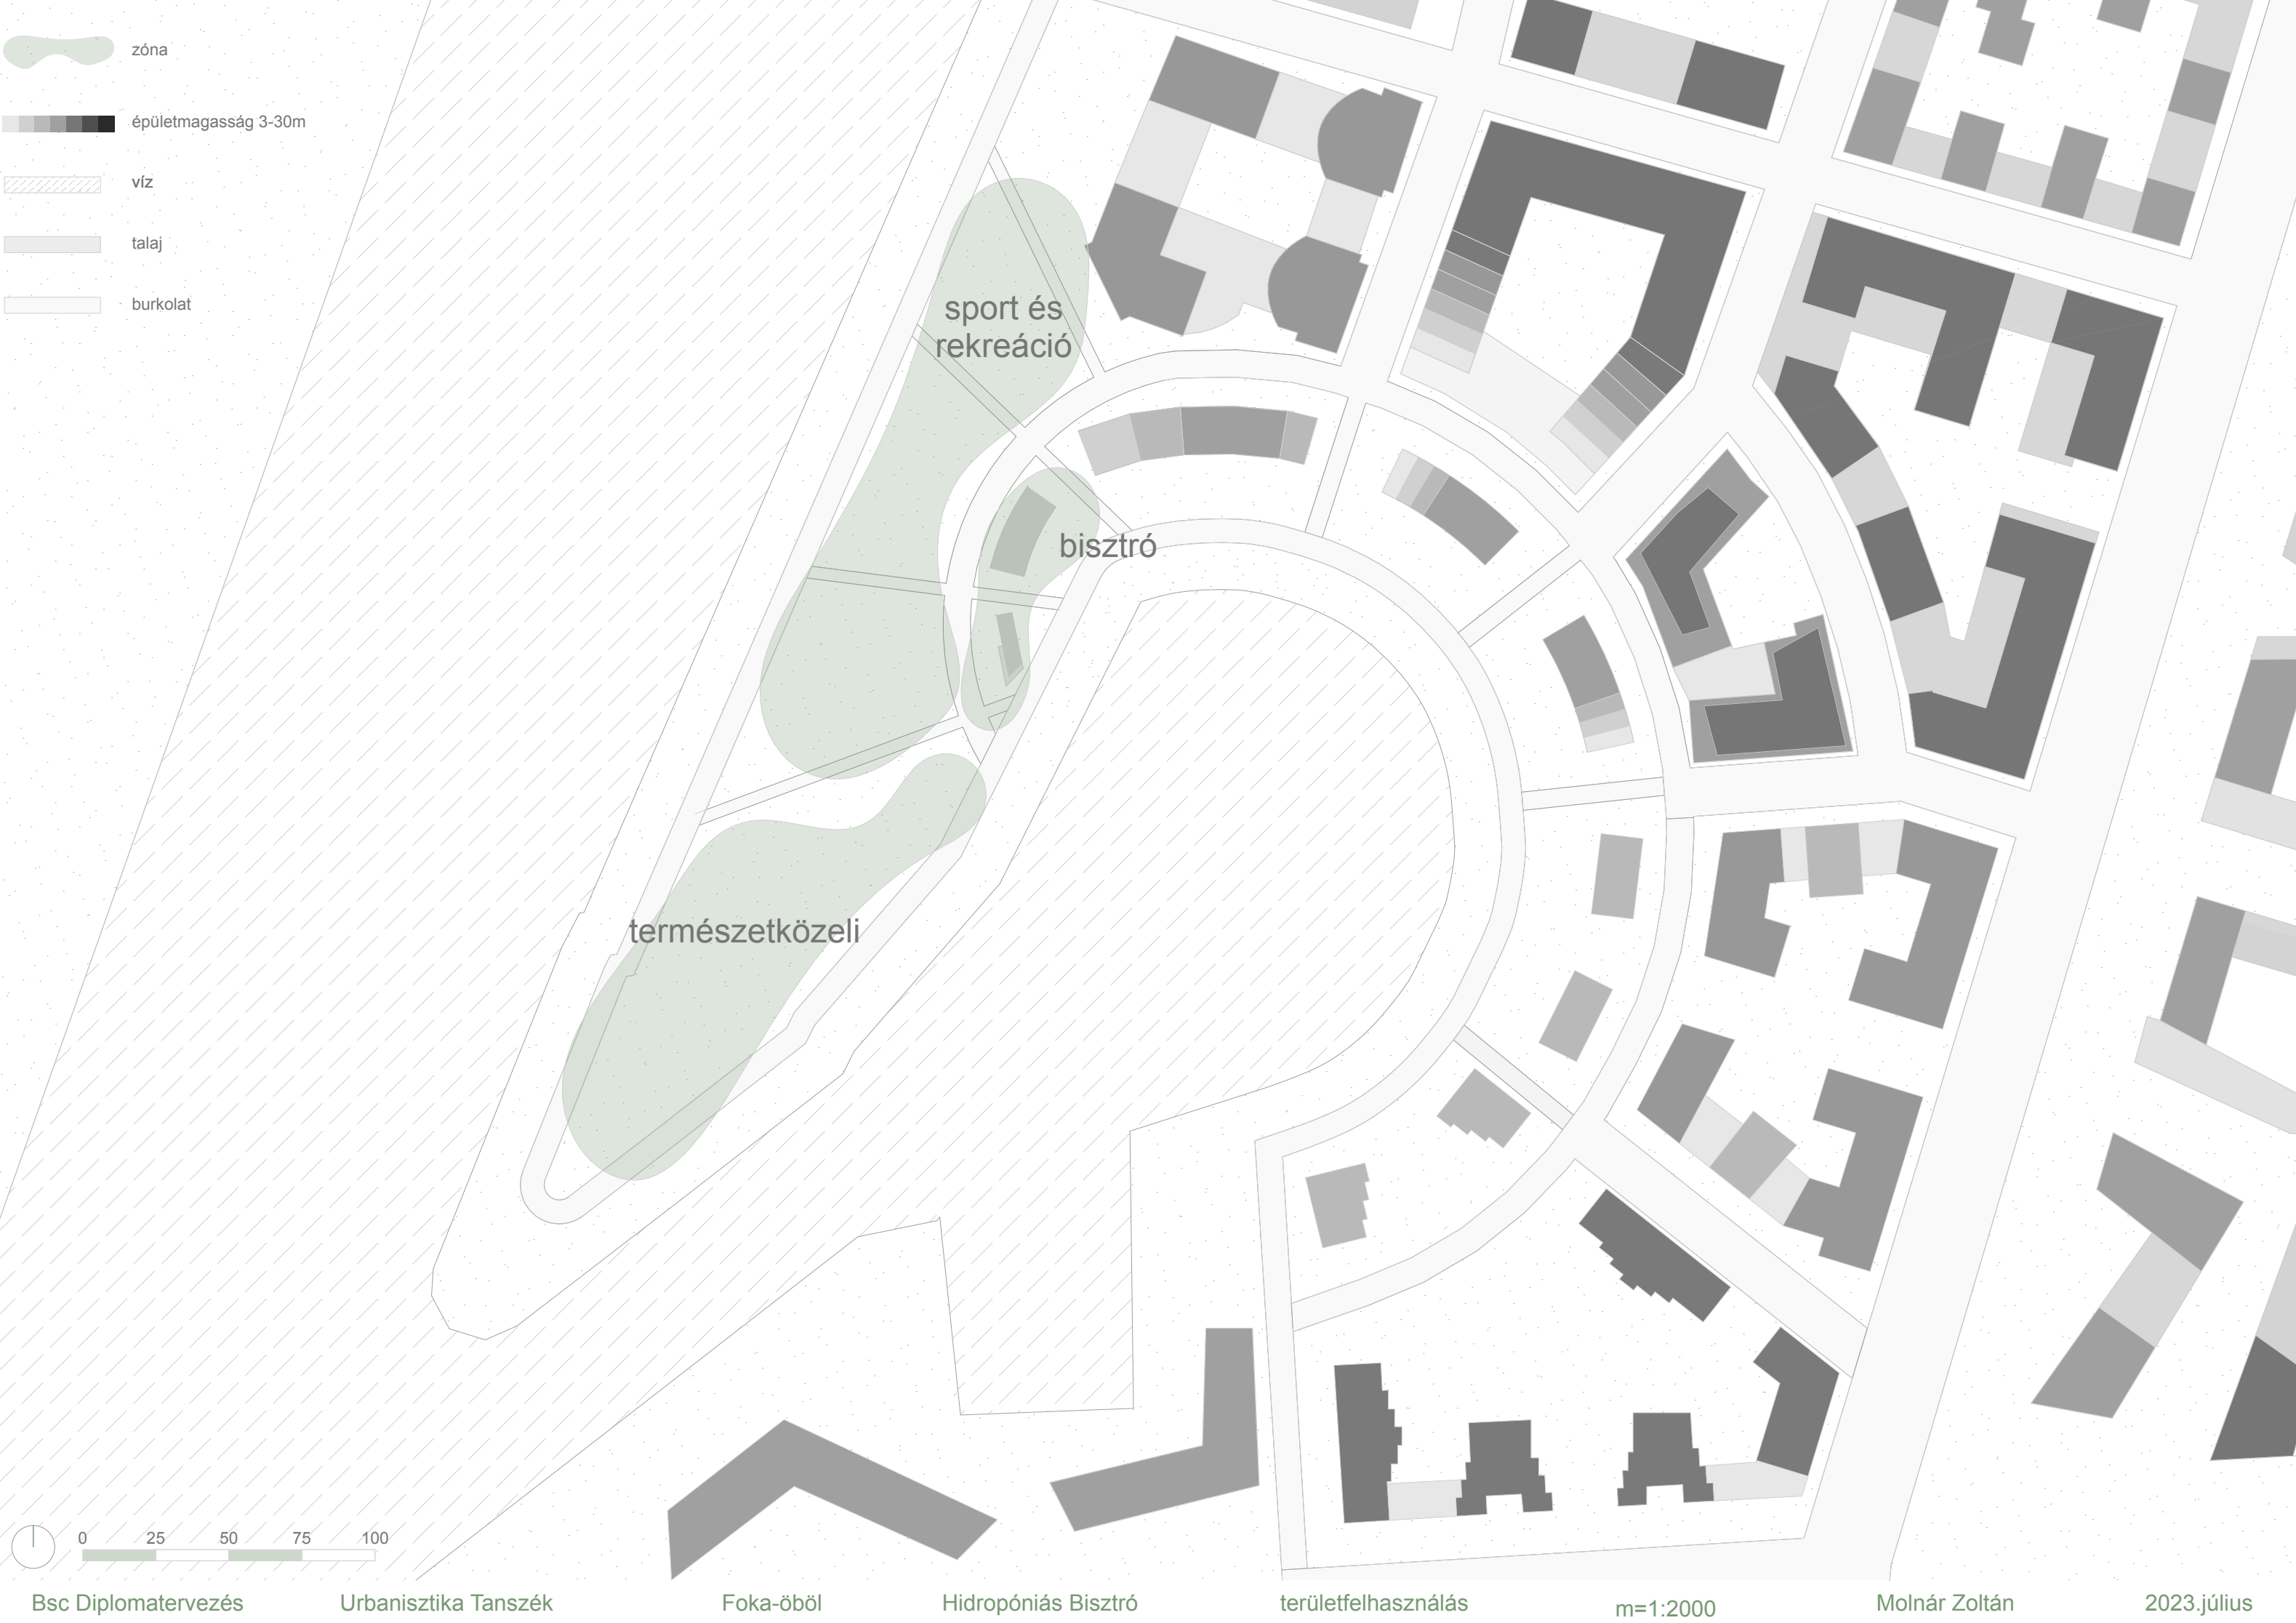 zóna
épületmagasság 3-30m
víz
talaj
burkolat
sport és
rekreáció
bisztró
természetközeli
0 25 50 75 100
Bsc Diplomatervezés Urbanisztika Tanszék Foka-öböl Hidropóniás Bisztró területfelhasználás m=1:2000 Molnár Zoltán 2023.július